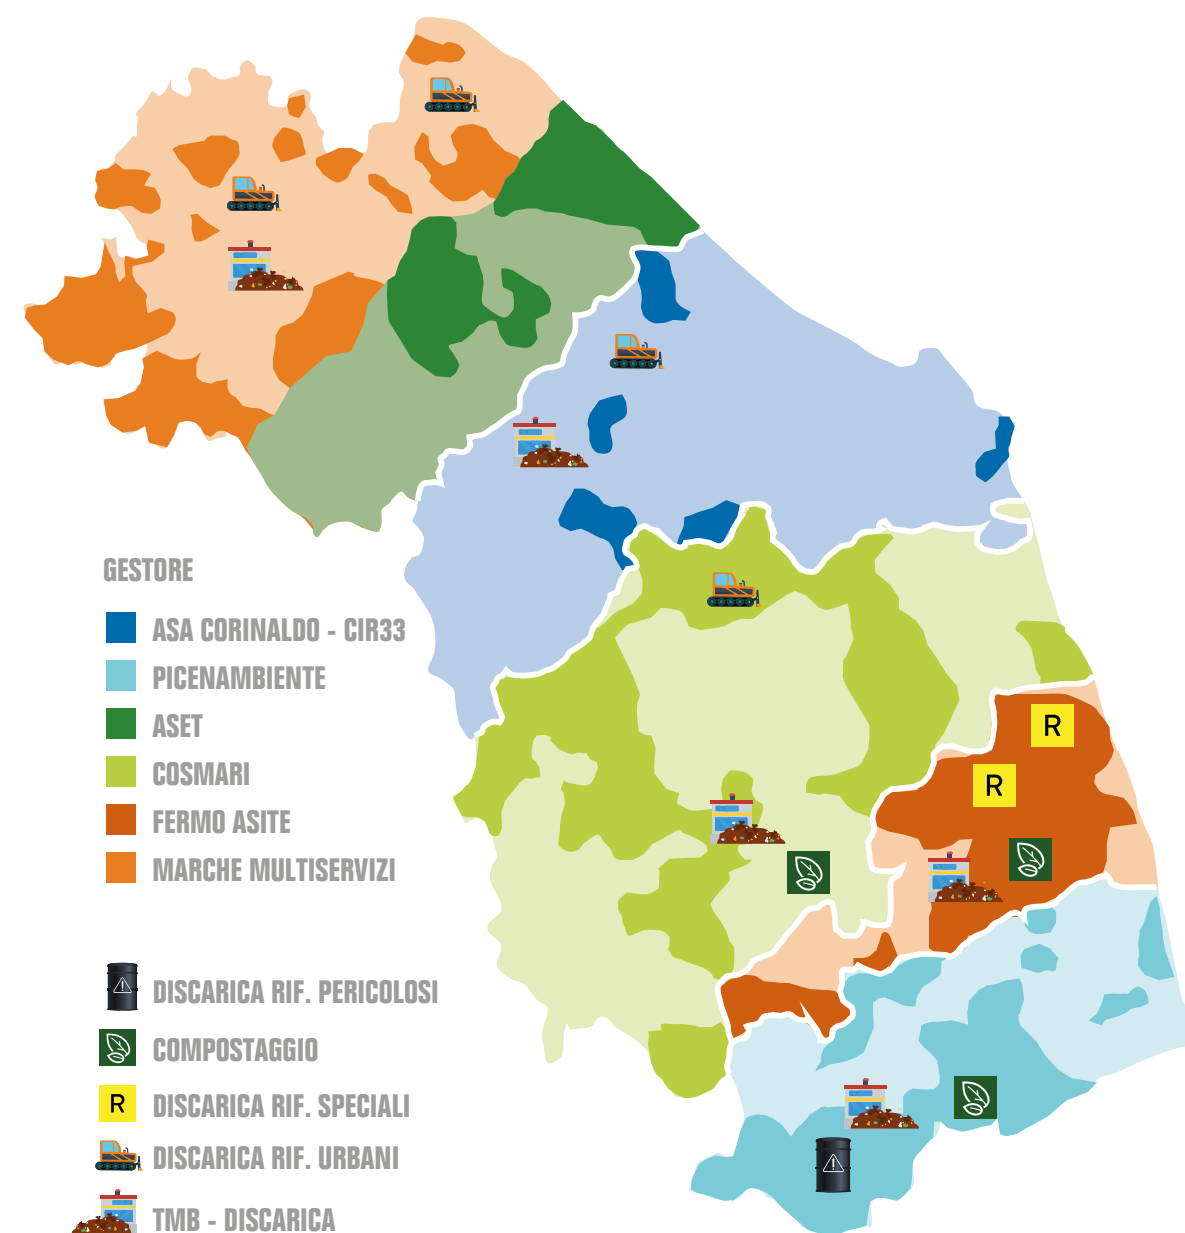 R
R
GESTORE
ASA CORINALDO - CIR33
PICENAMBIENTE
ASET
COSMARI
FERMO ASITE
MARCHE MULTISERVIZI
DISCARICA RIF. PERICOLOSI
COMPOSTAGGIO
R DISCARICA RIF. SPECIALI
DISCARICA RIF. URBANI
TMB - DISCARICA